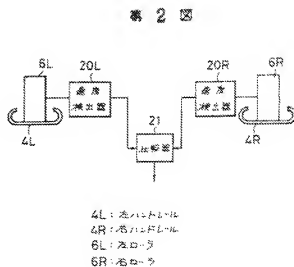 第2図
6L 20L 20R 6R
速度検出器 速度検出器
4L 21 4R
比較器
4L:左ハンドレール
4R:右ハンドレール
6L:左ローラ
6R:右ローラ